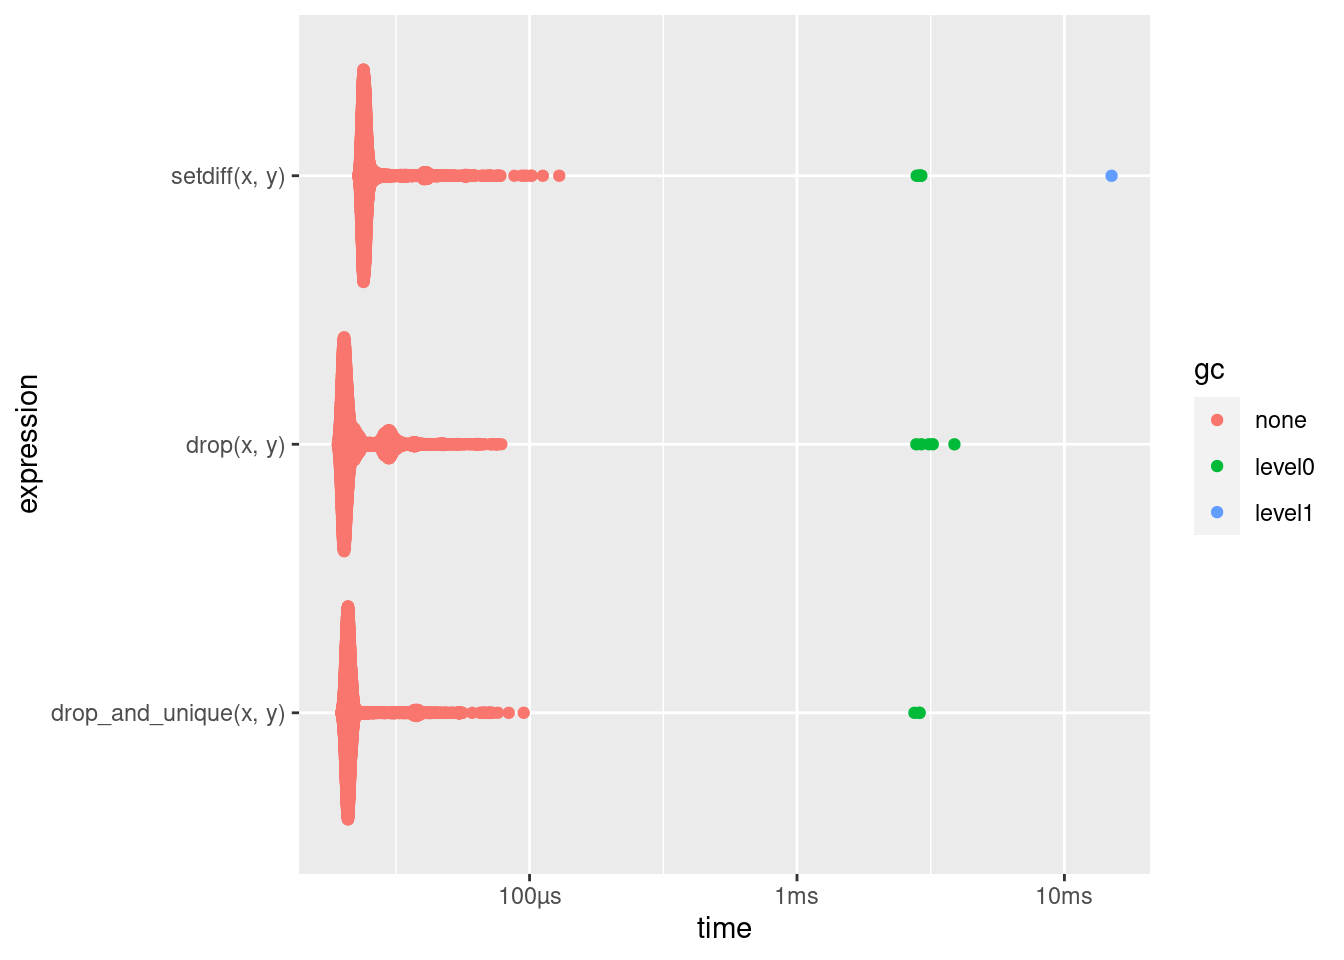 setdiff(x, y)
drop(x, y)
drop_and_unique(x, y)
expression
100µs
1ms
10ms
time
gc
none
level0
level1